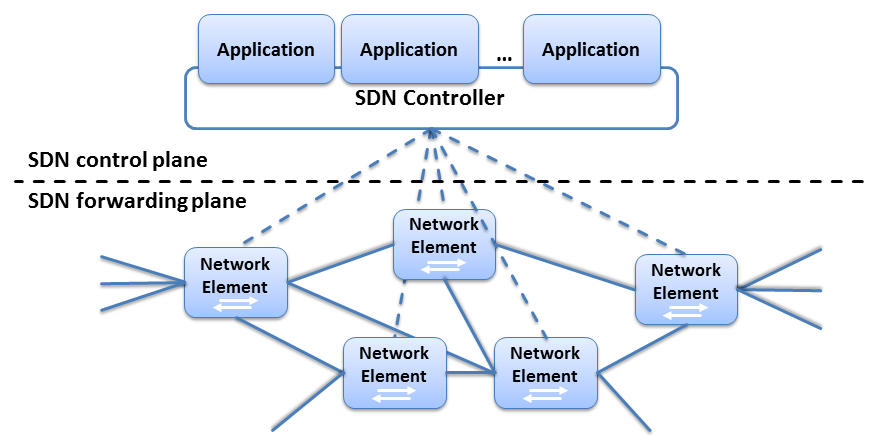 Application
Application
...
Application
SDN Controller
SDN control plane
SDN forwarding plane
Network
Element
Network
Element
Network
Element
Network
Element
Network
Element